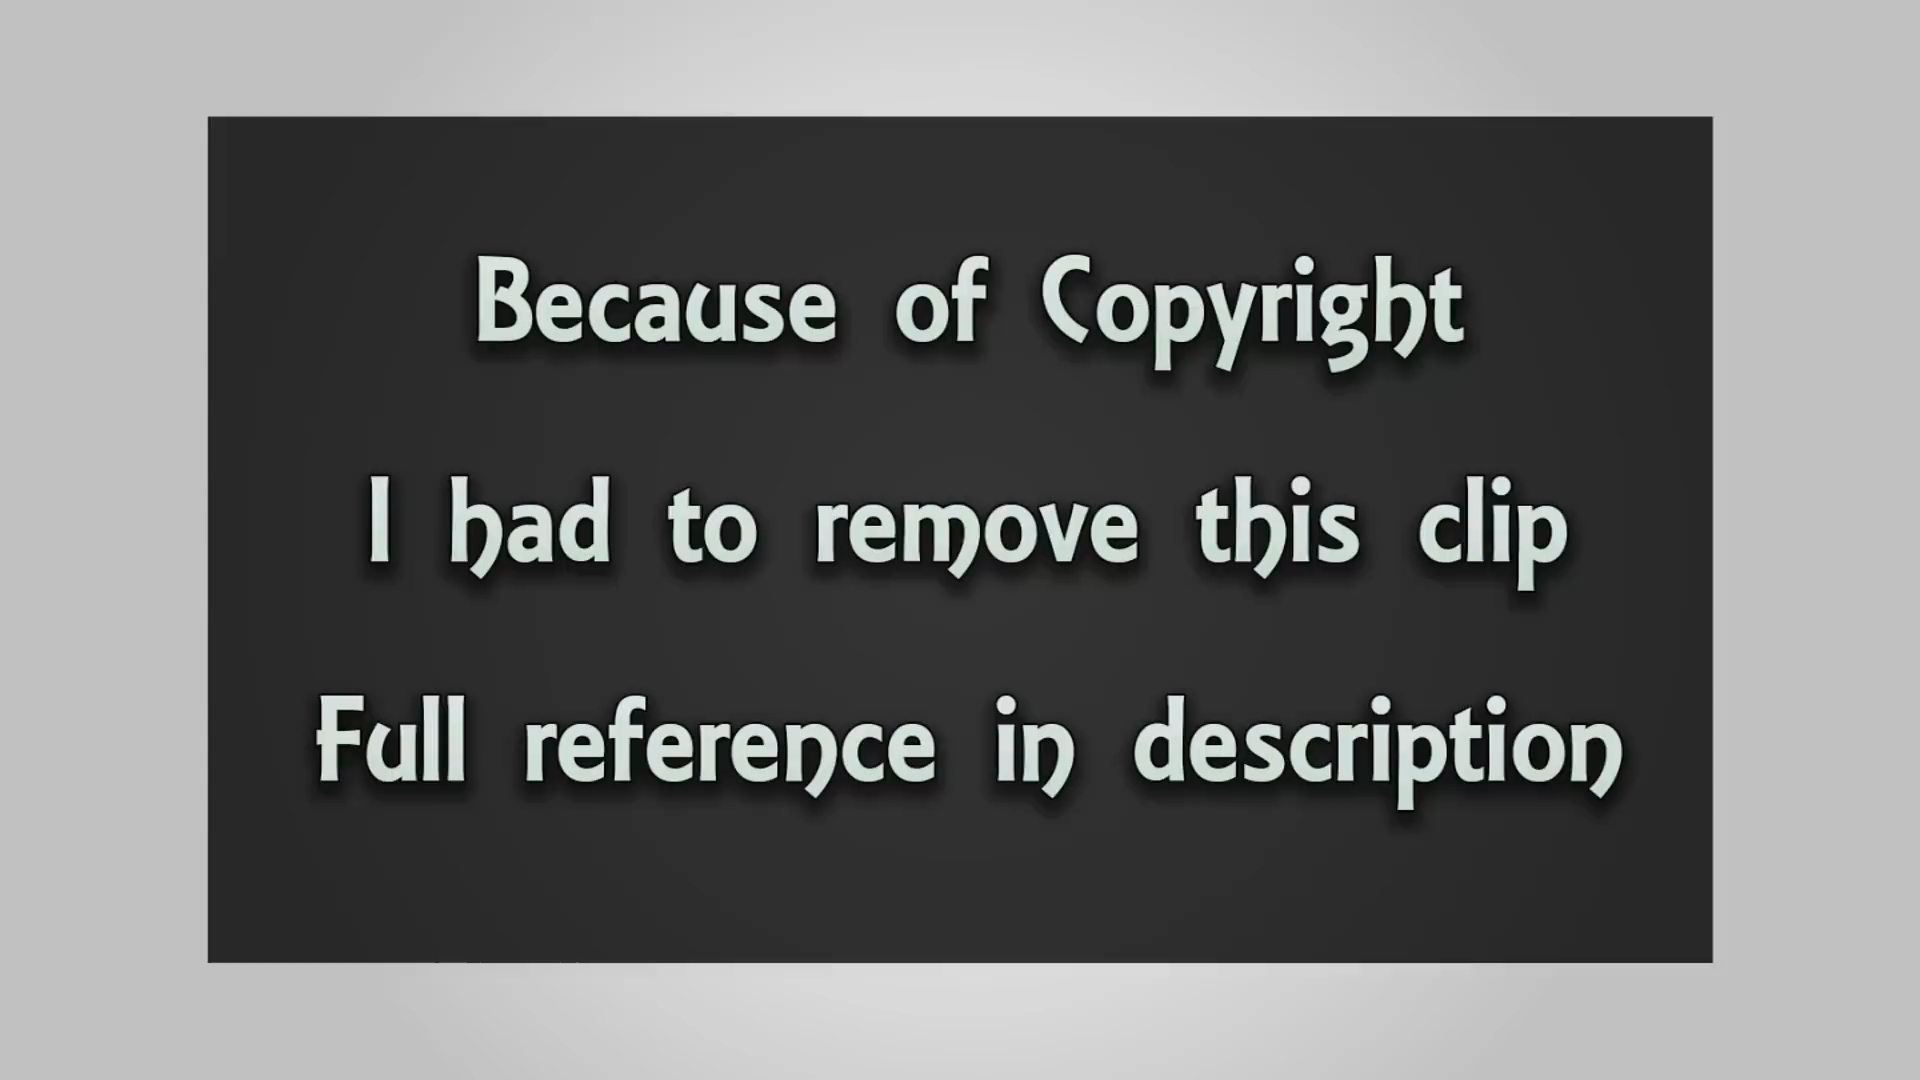 Because of Copyright
I had to remove this clip
Full reference in description